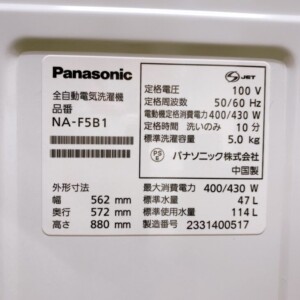 Panasonic
全自動電気洗濯機
品番
NA-F5B1
外形寸法
幅 562 mm
奥行 572 mm
高さ 880 mm
JET
定格電圧 100 V
定格周波数 50/60 Hz
電動機定格消費電力 400/430 W
定格時間 洗いのみ 10 分
標準洗濯容量 5.0 kg
PS E
パナソニック株式会社
中国製
最大消費電力 400/430 W
標準水量 47 L
標準使用水量 114 L
製造番号 2331400517